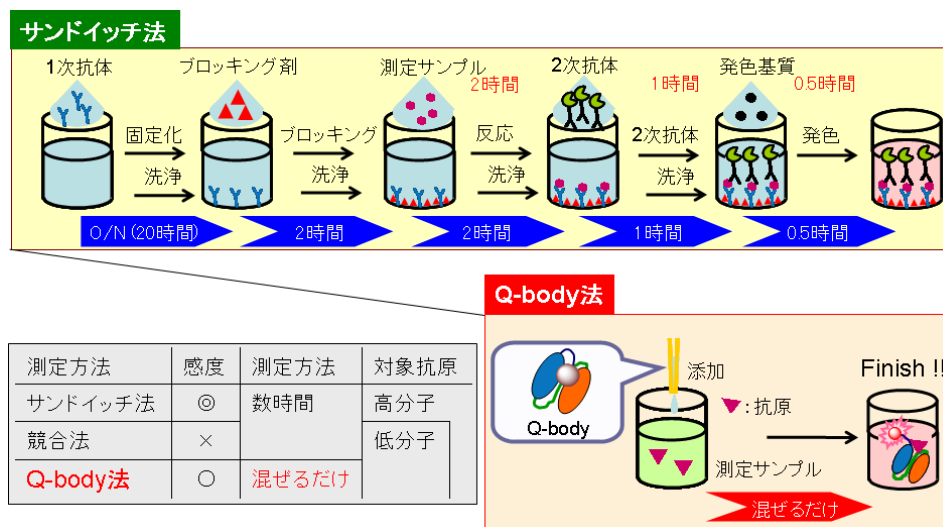 サンドイッチ法
1次抗体
ブロッキング剤
測定サンプル
2時間
2次抗体
1時間
発色基質
0.5時間
固定化
洗浄
ブロッキング
洗浄
反応
洗浄
2次抗体
洗浄
発色
O/N (20時間)
2時間
2時間
1時間
0.5時間
Q-body法
測定方法 感度 測定方法 対象抗原
サンドイッチ法 ◎ 数時間 高分子
競合法 × 低分子
Q-body法 ○ 混ぜるだけ
Q-body
添加
:抗原
測定サンプル
Finish !!
混ぜるだけ